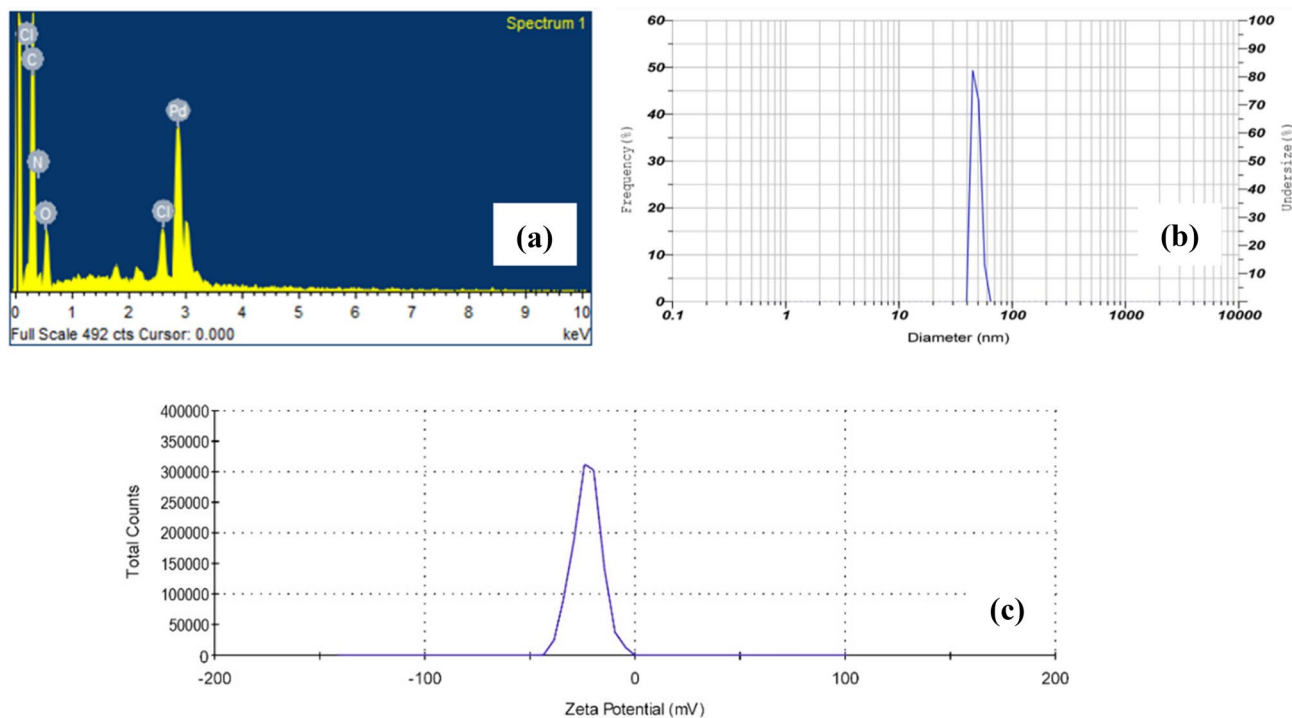 Spectrum 1
Cl
C
N
O
Cl
Pd
(a)
0 1 2 3 4 5 6 7 8 9 10
Full Scale 492 cts Cursor: 0.000 keV
60
50
40
30
20
10
0
Frequency(%)
100
90
80
70
60
50
40
30
20
10
Undersize(%)
(b)
0.1 1 10 100 1000 10000
Diameter (nm)
400000
350000
300000
250000
200000
150000
100000
50000
0
Total Counts
(c)
-200 -100 0 100 200
Zeta Potential (mV)